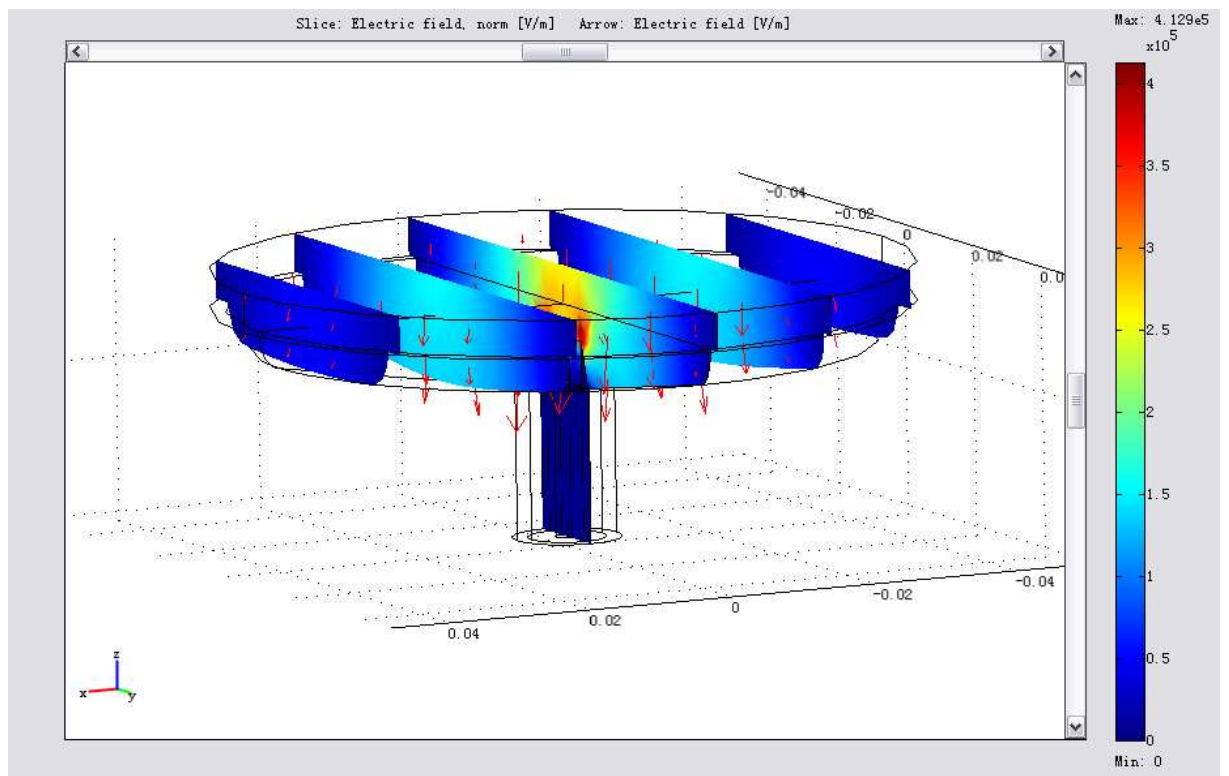 Slice: Electric field, norm [V/m] Arrow: Electric field [V/m]
Max: 4.129e5
x10^5
4
3.5
3
2.5
2
1.5
1
0.5
0
Min: 0
-0.04
-0.02
0
0.02
0.0
-0.04
-0.02
0
0.02
0.04
z
x
y